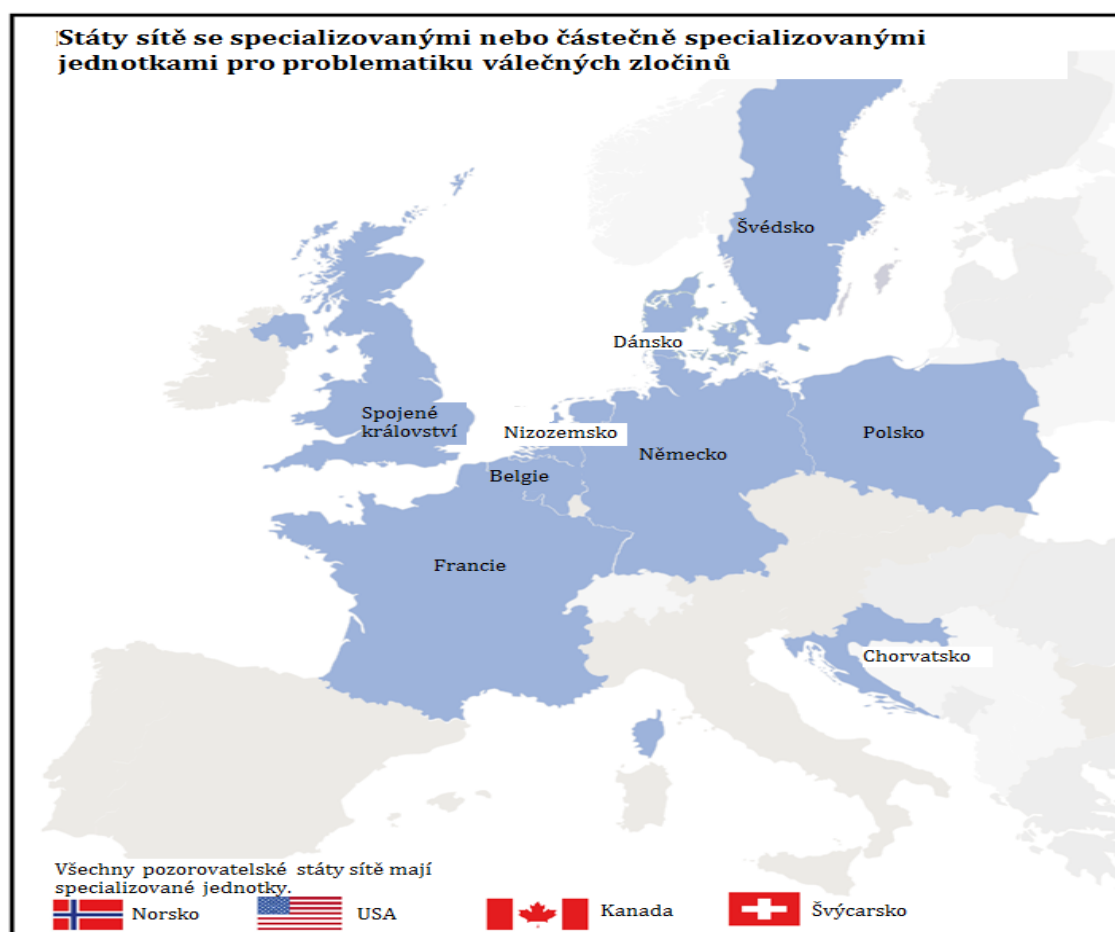 Státy sítě se specializovanými nebo částečně specializovanými
jednotkami pro problematiku válečných zločinů
Švédsko
Dánsko
Spojené
království
Nizozemsko
Polsko
Německo
Belgie
Francie
Chorvatsko
Všechny pozorovatelské státy sítě mají
specializované jednotky.
Norsko
USA
Kanada
Švýcarsko